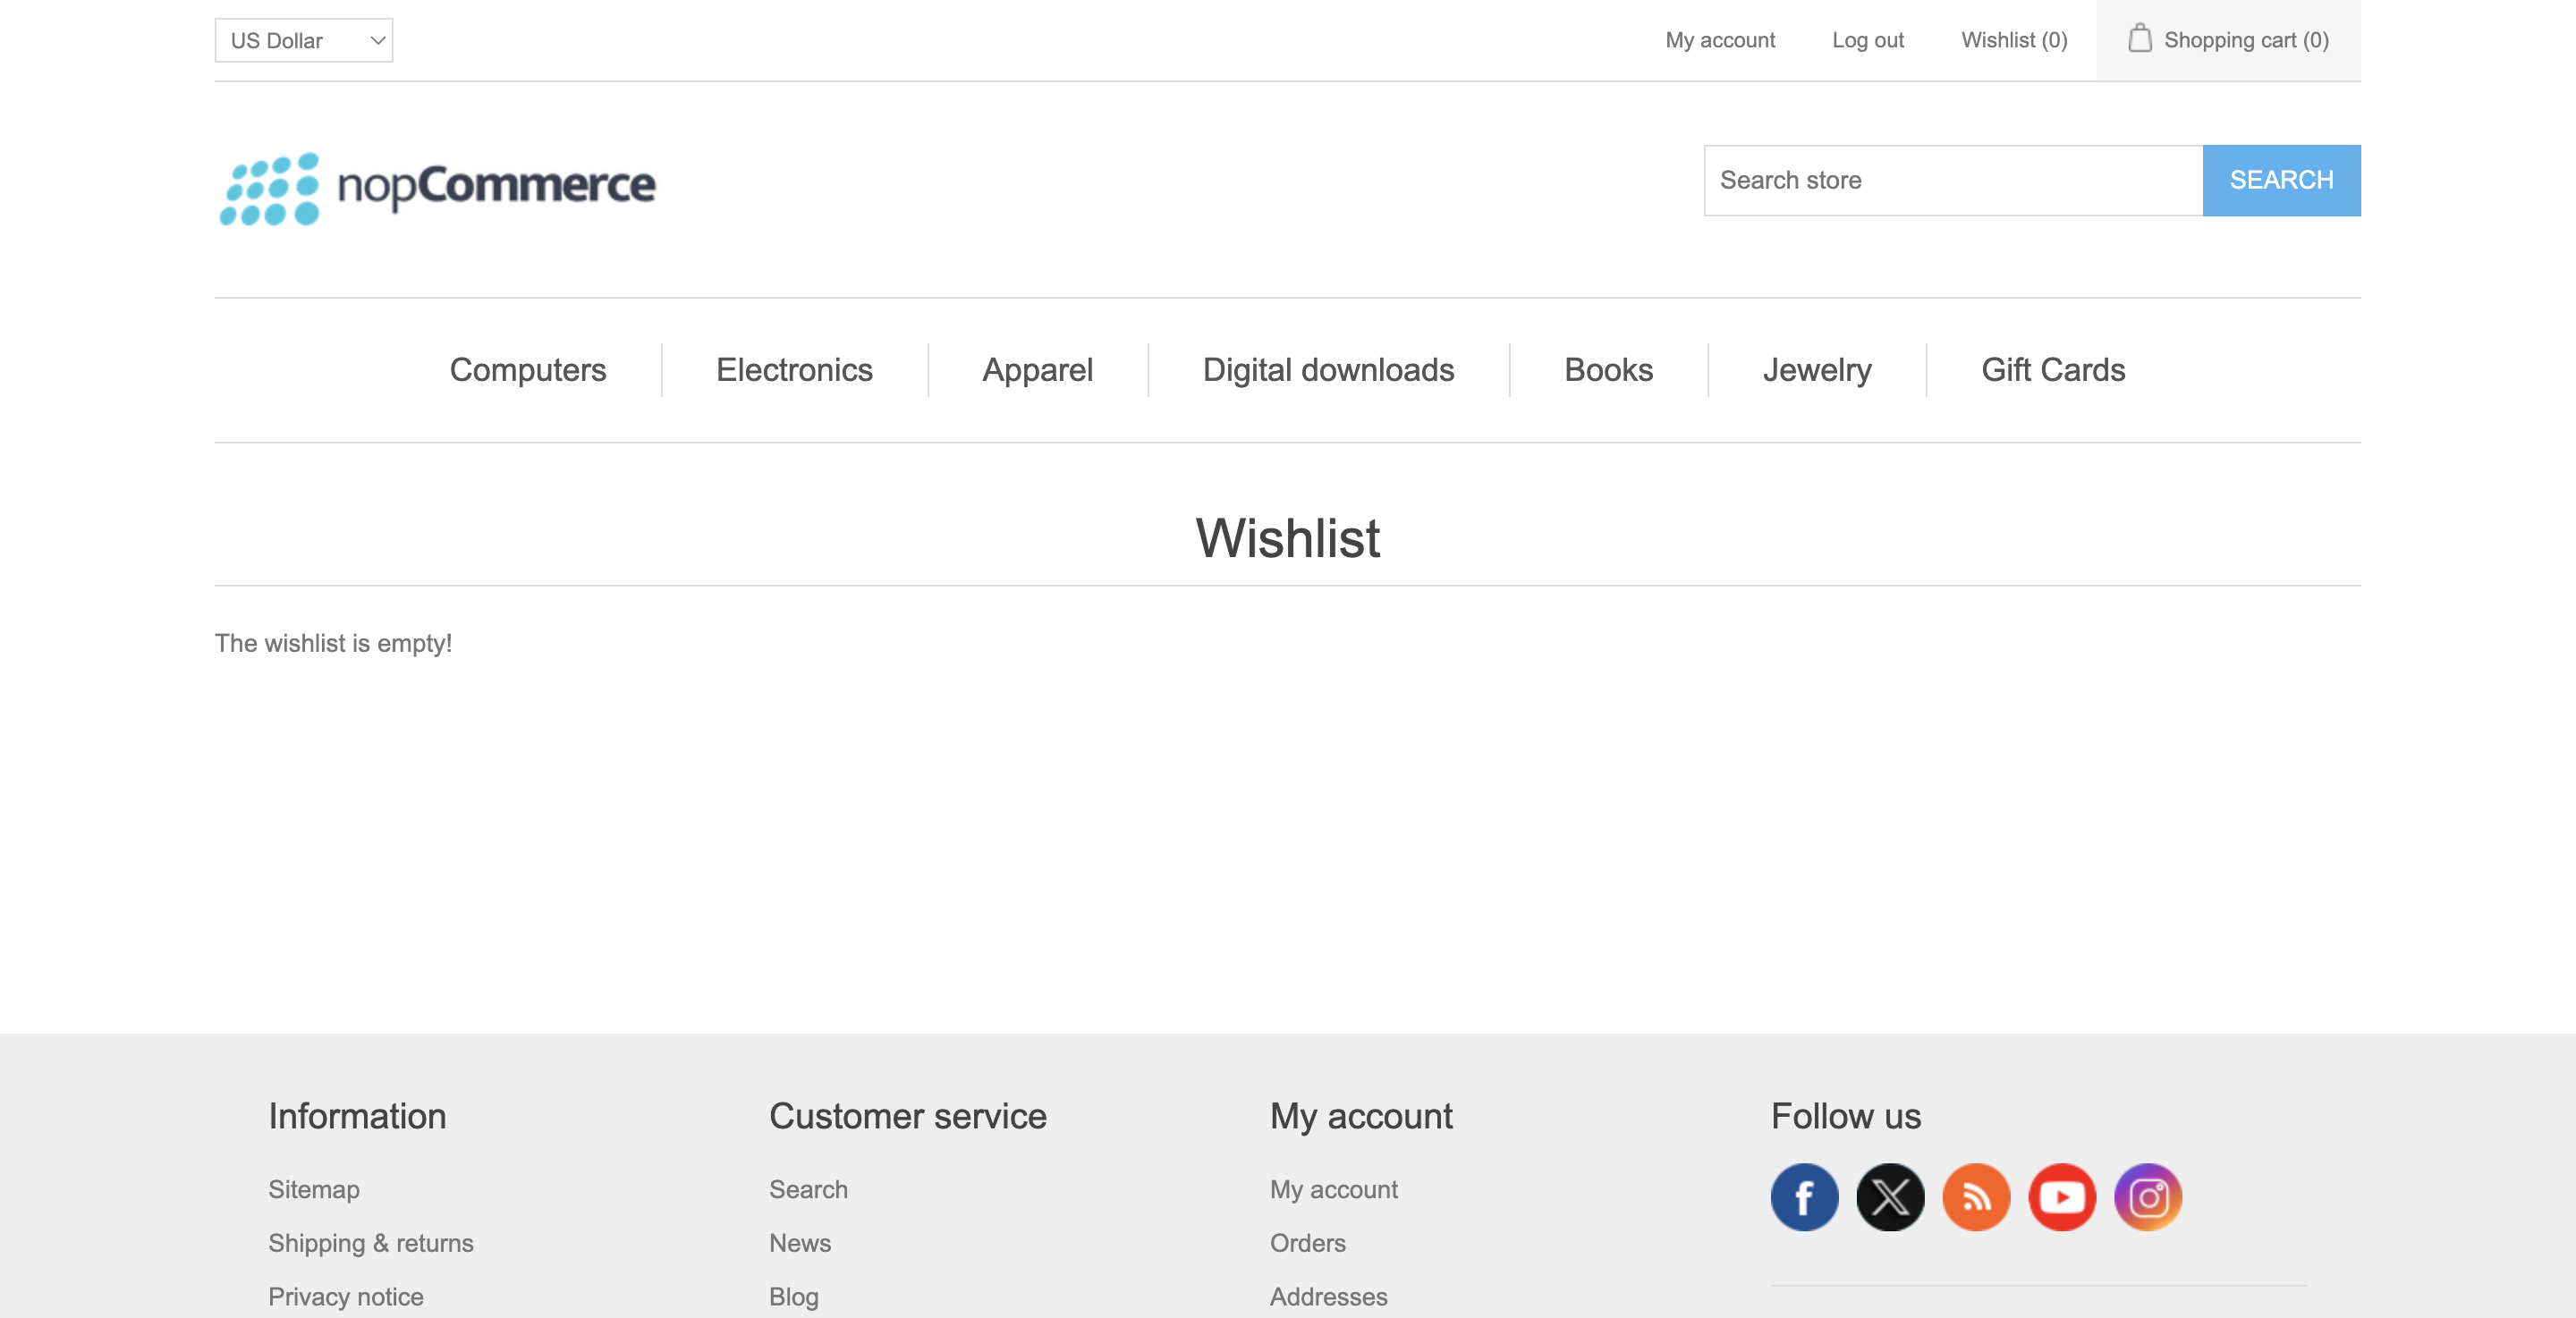 US Dollar
My account
Log out
Wishlist (0)
Shopping cart (0)
nopCommerce
Search store
SEARCH
Computers
Electronics
Apparel
Digital downloads
Books
Jewelry
Gift Cards
Wishlist
The wishlist is empty!
Information
Sitemap
Shipping & returns
Privacy notice
Customer service
Search
News
Blog
My account
My account
Orders
Addresses
Follow us